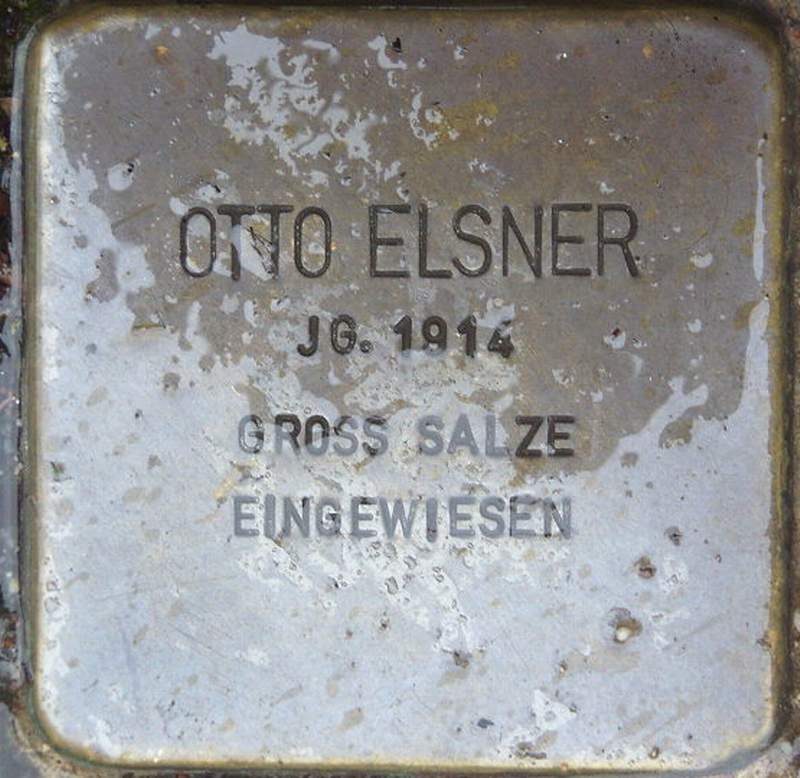 OTTO ELSNER
JG. 1914
GROSS SALZE
EINGEWIESEN